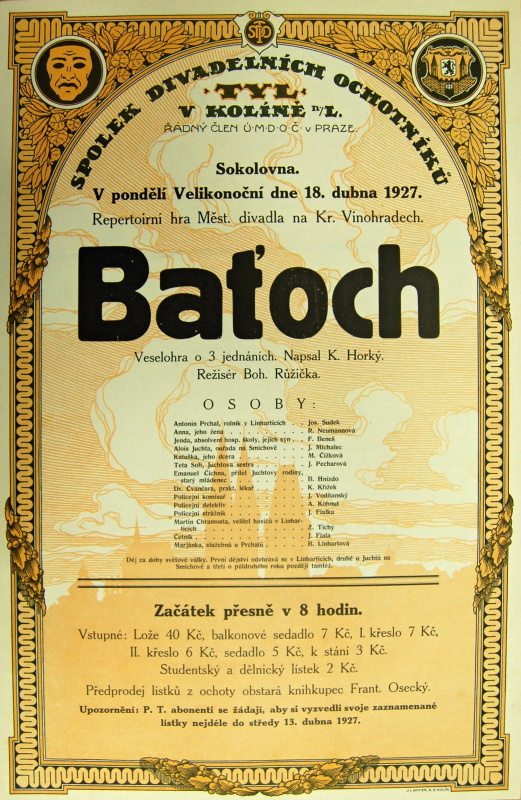 SPOLEK DIVADELNÍCH OCHOTNÍKŮ
TYL
V KOLÍNĚ n/L.
ŘÁDNÝ ČLEN Ú·M·D·O·Č· v PRAZE.
Sokolovna.
V pondělí Velikonoční dne 18. dubna 1927.
Repertoirní hra Měst. divadla na Kr. Vinohradech.
Baťoch
Veselohra o 3 jednáních. Napsal K. Horký.
Režisér Boh. Růžička.
OSOBY:
Antonín Prchal, rolník v Linharticích . . . Jos. Sudek
Anna, jeho žena . . . R. Neumannová
Jenda, absolvent hosp. školy, jejich syn . . . F. Beneš
Alois Juchta, ouřada na Smíchově . . . J. Michalec
Katuška, jeho dcera . . . M. Čížková
Teta Sofi, Juchtova sestra . . . J. Pecharová
Emanuel Cichna, přítel Juchtovy rodiny,
starý mládenec . . . B. Hnízdo
Dr. Cvančara, prakt. lékař . . . K. Křížek
Policejní komisař . . . J. Vodňanský
Policejní detektiv . . . A. Kohout
Policejní strážník . . . J. Fialka
Martin Chramosta, velitel hasičů v Linhar-
ticích . . . Z. Tichý
Četník . . . J. Fiala
Marjánka, služebná u Prchalů . . . B. Linhartová
Děj za doby světové války. První dějství odehrává se v Linharticích, druhé u Juchtů na
Smíchově a třetí o půldruhého roku později tamtéž.
Začátek přesně v 8 hodin.
Vstupné: Lože 40 Kč, balkonové sedadlo 7 Kč, I. křeslo 7 Kč,
II. křeslo 6 Kč, sedadlo 5 Kč, k stání 3 Kč.
Studentský a dělnický lístek 2 Kč.
Předprodej lístků z ochoty obstará knihkupec Frant. Osecký.
Upozornění: P. T. abonenti se žádají, aby si vyzvedli svoje zaznamenané
lístky nejdéle do středy 13. dubna 1927.